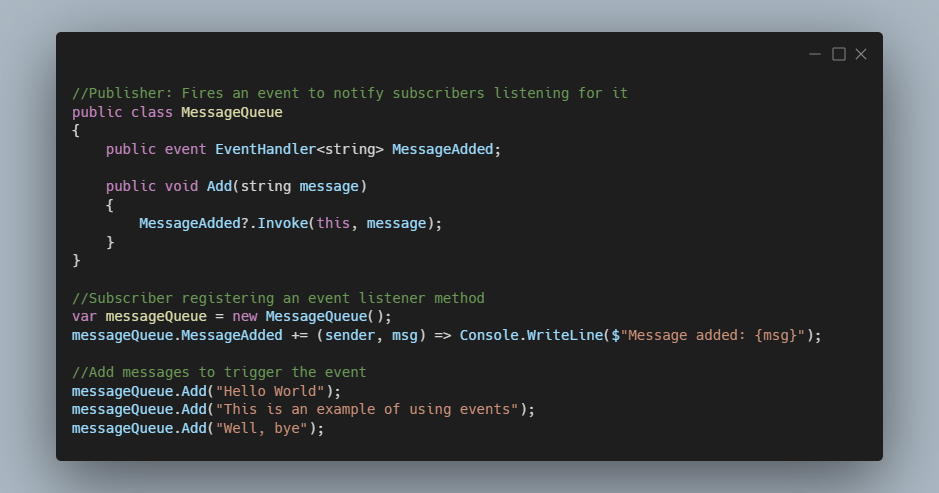 //Publisher: Fires an event to notify subscribers listening for it
public class MessageQueue
{
    public event EventHandler<string> MessageAdded;

    public void Add(string message)
    {
        MessageAdded?.Invoke(this, message);
    }
}

//Subscriber registering an event listener method
var messageQueue = new MessageQueue();
messageQueue.MessageAdded += (sender, msg) => Console.WriteLine($"Message added: {msg}");

//Add messages to trigger the event
messageQueue.Add("Hello World");
messageQueue.Add("This is an example of using events");
messageQueue.Add("Well, bye");